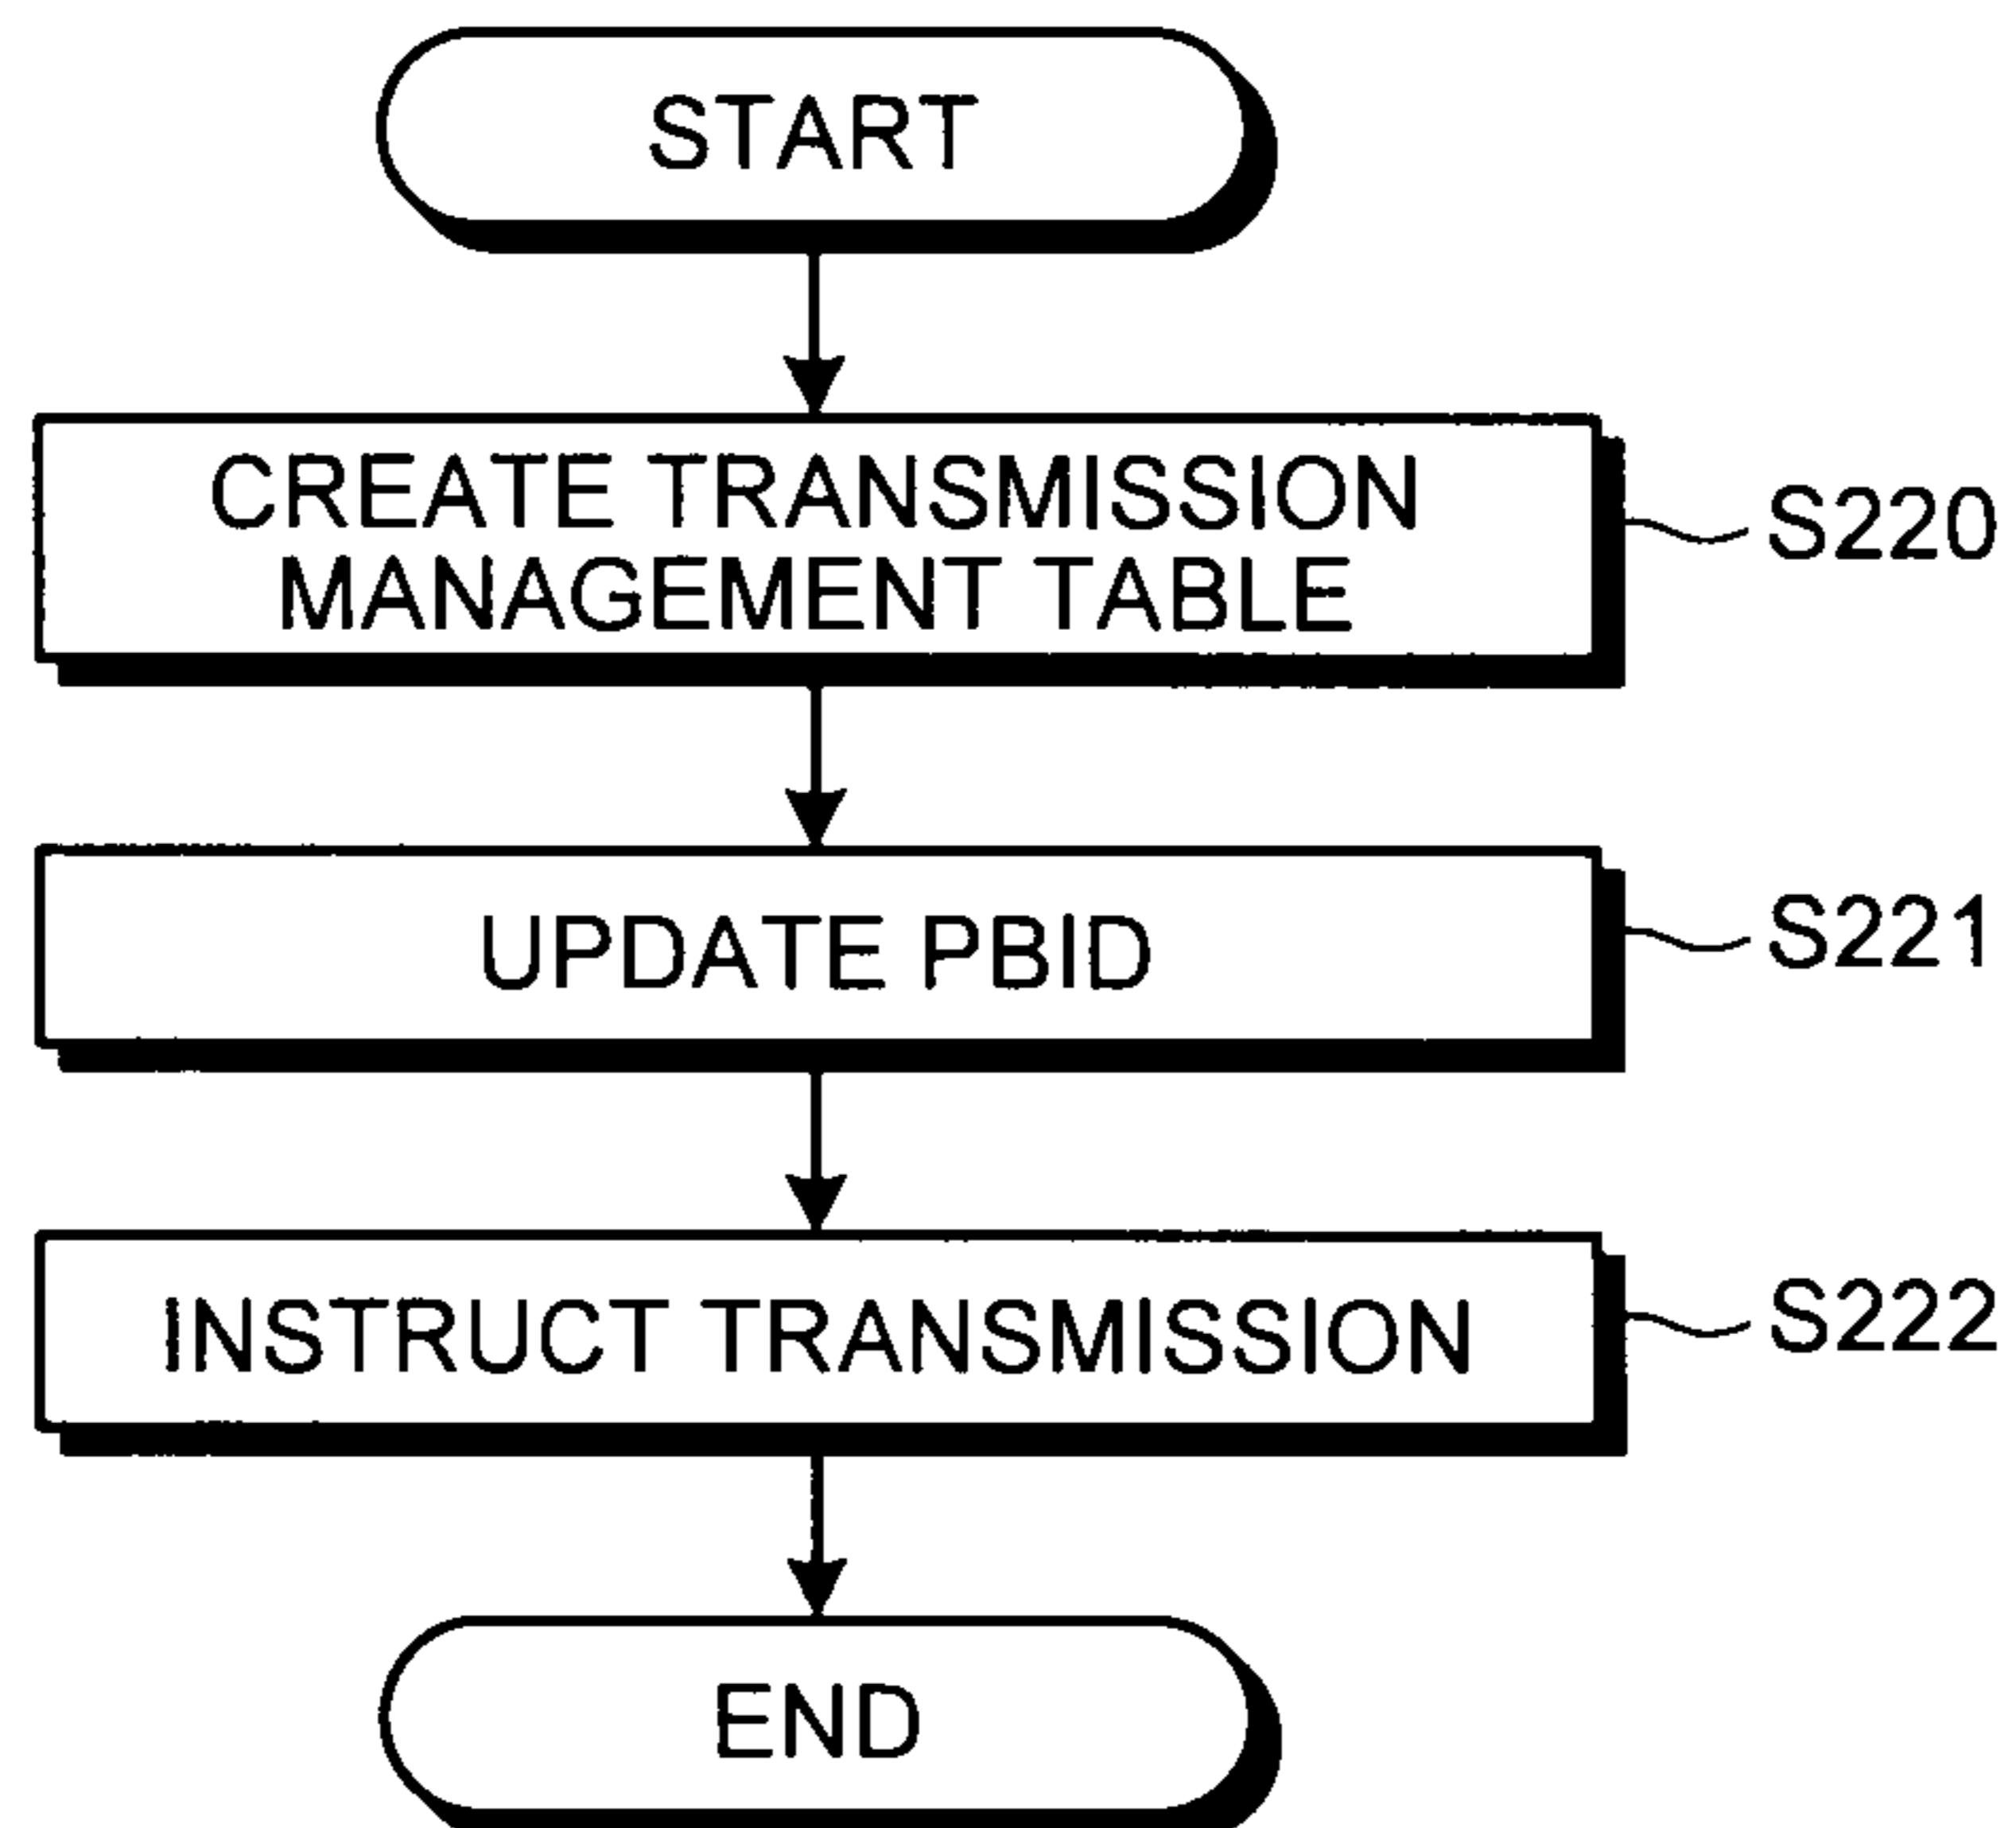 START
CREATE TRANSMISSION
MANAGEMENT TABLE
S220
UPDATE PBID
S221
INSTRUCT TRANSMISSION
S222
END